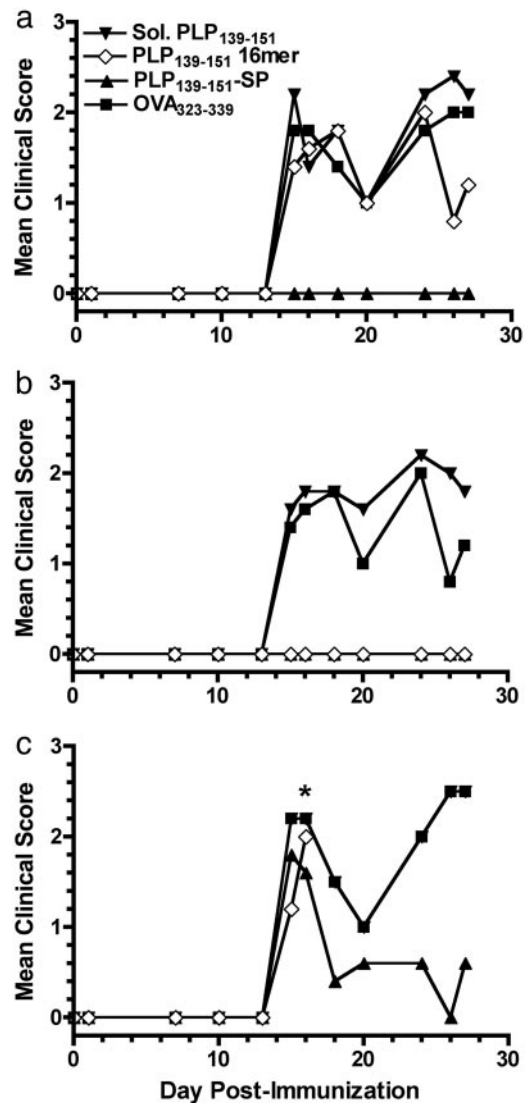 a
Sol. PLP139-151
PLP139-151 16mer
PLP139-151-SP
OVA323-339
Mean Clinical Score
3
2
1
0
0 10 20 30
b
Mean Clinical Score
3
2
1
0
0 10 20 30
c
Mean Clinical Score
3
2
1
0
*
0 10 20 30
Day Post-Immunization